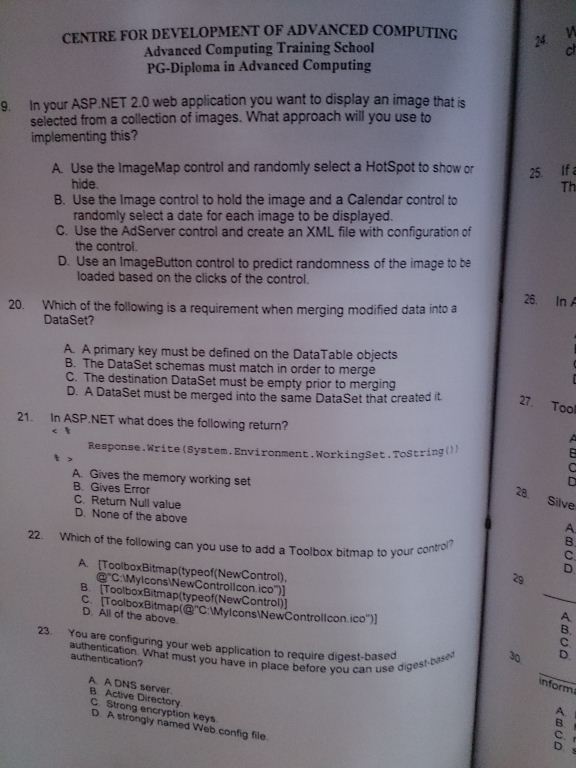 CENTRE FOR DEVELOPMENT OF ADVANCED COMPUTING
Advanced Computing Training School
PG-Diploma in Advanced Computing
9. In your ASP.NET 2.0 web application you want to display an image that is
selected from a collection of images. What approach will you use to
implementing this?
A. Use the ImageMap control and randomly select a HotSpot to show or
hide.
B. Use the Image control to hold the image and a Calendar control to
randomly select a date for each image to be displayed.
C. Use the AdServer control and create an XML file with configuration of
the control.
D. Use an ImageButton control to predict randomness of the image to be
loaded based on the clicks of the control.
20. Which of the following is a requirement when merging modified data into a
DataSet?
A. A primary key must be defined on the DataTable objects
B. The DataSet schemas must match in order to merge
C. The destination DataSet must be empty prior to merging
D. A DataSet must be merged into the same DataSet that created it.
21. In ASP.NET what does the following return?
< %
Response.Write(System.Environment.WorkingSet.ToString())
% >
A. Gives the memory working set
B. Gives Error
C. Return Null value
D. None of the above
22. Which of the following can you use to add a Toolbox bitmap to your control?
A. [ToolboxBitmap(typeof(NewControl),
@"C:\MyIcons\NewControlIcon.ico")]
B. [ToolboxBitmap(typeof(NewControl)]
C. [ToolboxBitmap(@"C:\MyIcons\NewControlIcon.ico")]
D. All of the above.
23. You are configuring your web application to require digest-based
authentication. What must you have in place before you can use digest-based
authentication?
A. A DNS server.
B. Active Directory.
C. Strong encryption keys.
D. A strongly named Web.config file.
24.
25. If a
Th
26. In A
27. Tool
A
B
C
D
28. Silve
A.
B.
C.
D.
29
A.
B.
C.
D.
30.
informa
A.
B.
C.
D.